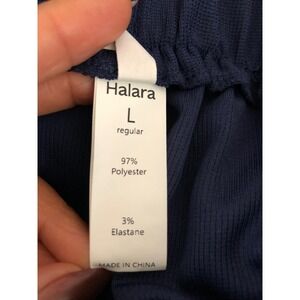 Halara
L
regular
97%
Polyester
3%
Elastane
MADE IN CHINA